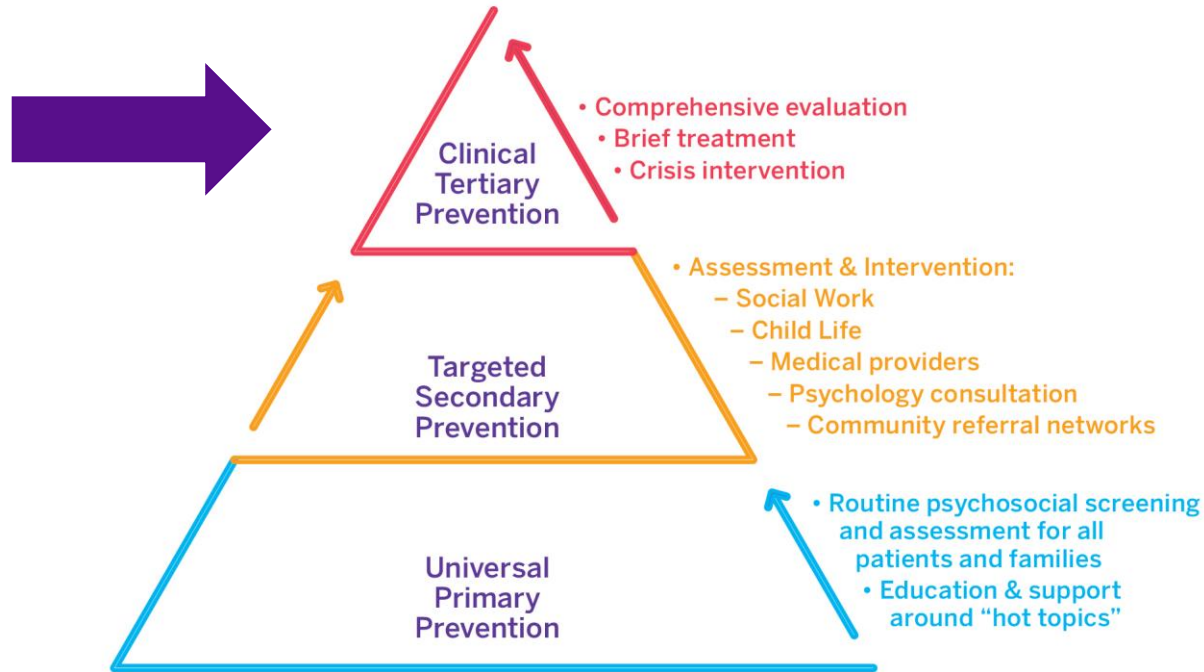 Clinical
Tertiary
Prevention
• Comprehensive evaluation
• Brief treatment
• Crisis intervention
Targeted
Secondary
Prevention
• Assessment & Intervention:
– Social Work
– Child Life
– Medical providers
– Psychology consultation
– Community referral networks
Universal
Primary
Prevention
• Routine psychosocial screening
and assessment for all
patients and families
• Education & support
around “hot topics”